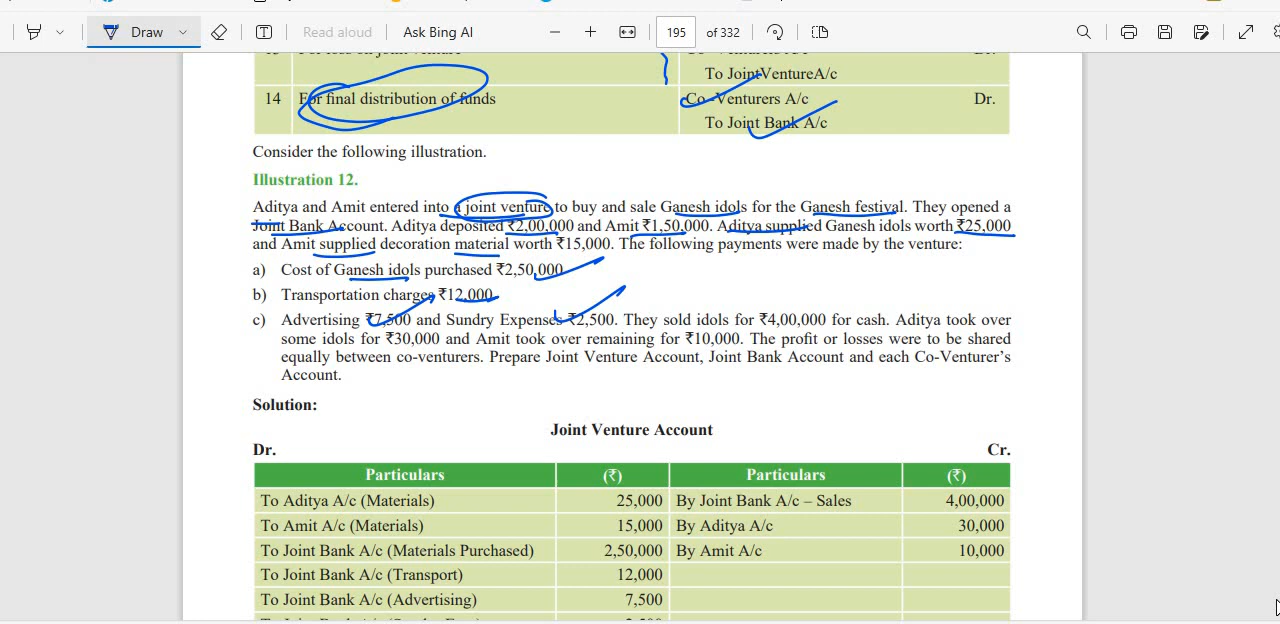 Draw
Read aloud
Ask Bing AI
195 of 332
To JointVentureA/c
14 For final distribution of funds Co-Venturers A/c Dr.
To Joint Bank A/c
Consider the following illustration.
Illustration 12.
Aditya and Amit entered into a joint venture to buy and sale Ganesh idols for the Ganesh festival. They opened a
Joint Bank Account. Aditya deposited ₹2,00,000 and Amit ₹1,50,000. Aditya supplied Ganesh idols worth ₹25,000
and Amit supplied decoration material worth ₹15,000. The following payments were made by the venture:
a) Cost of Ganesh idols purchased ₹2,50,000
b) Transportation charges ₹12,000
c) Advertising ₹7,500 and Sundry Expenses ₹2,500. They sold idols for ₹4,00,000 for cash. Aditya took over
some idols for ₹30,000 and Amit took over remaining for ₹10,000. The profit or losses were to be shared
equally between co-venturers. Prepare Joint Venture Account, Joint Bank Account and each Co-Venturer's
Account.
Solution:
Joint Venture Account
Dr. Cr.
Particulars (₹) Particulars (₹)
To Aditya A/c (Materials) 25,000 By Joint Bank A/c – Sales 4,00,000
To Amit A/c (Materials) 15,000 By Aditya A/c 30,000
To Joint Bank A/c (Materials Purchased) 2,50,000 By Amit A/c 10,000
To Joint Bank A/c (Transport) 12,000
To Joint Bank A/c (Advertising) 7,500